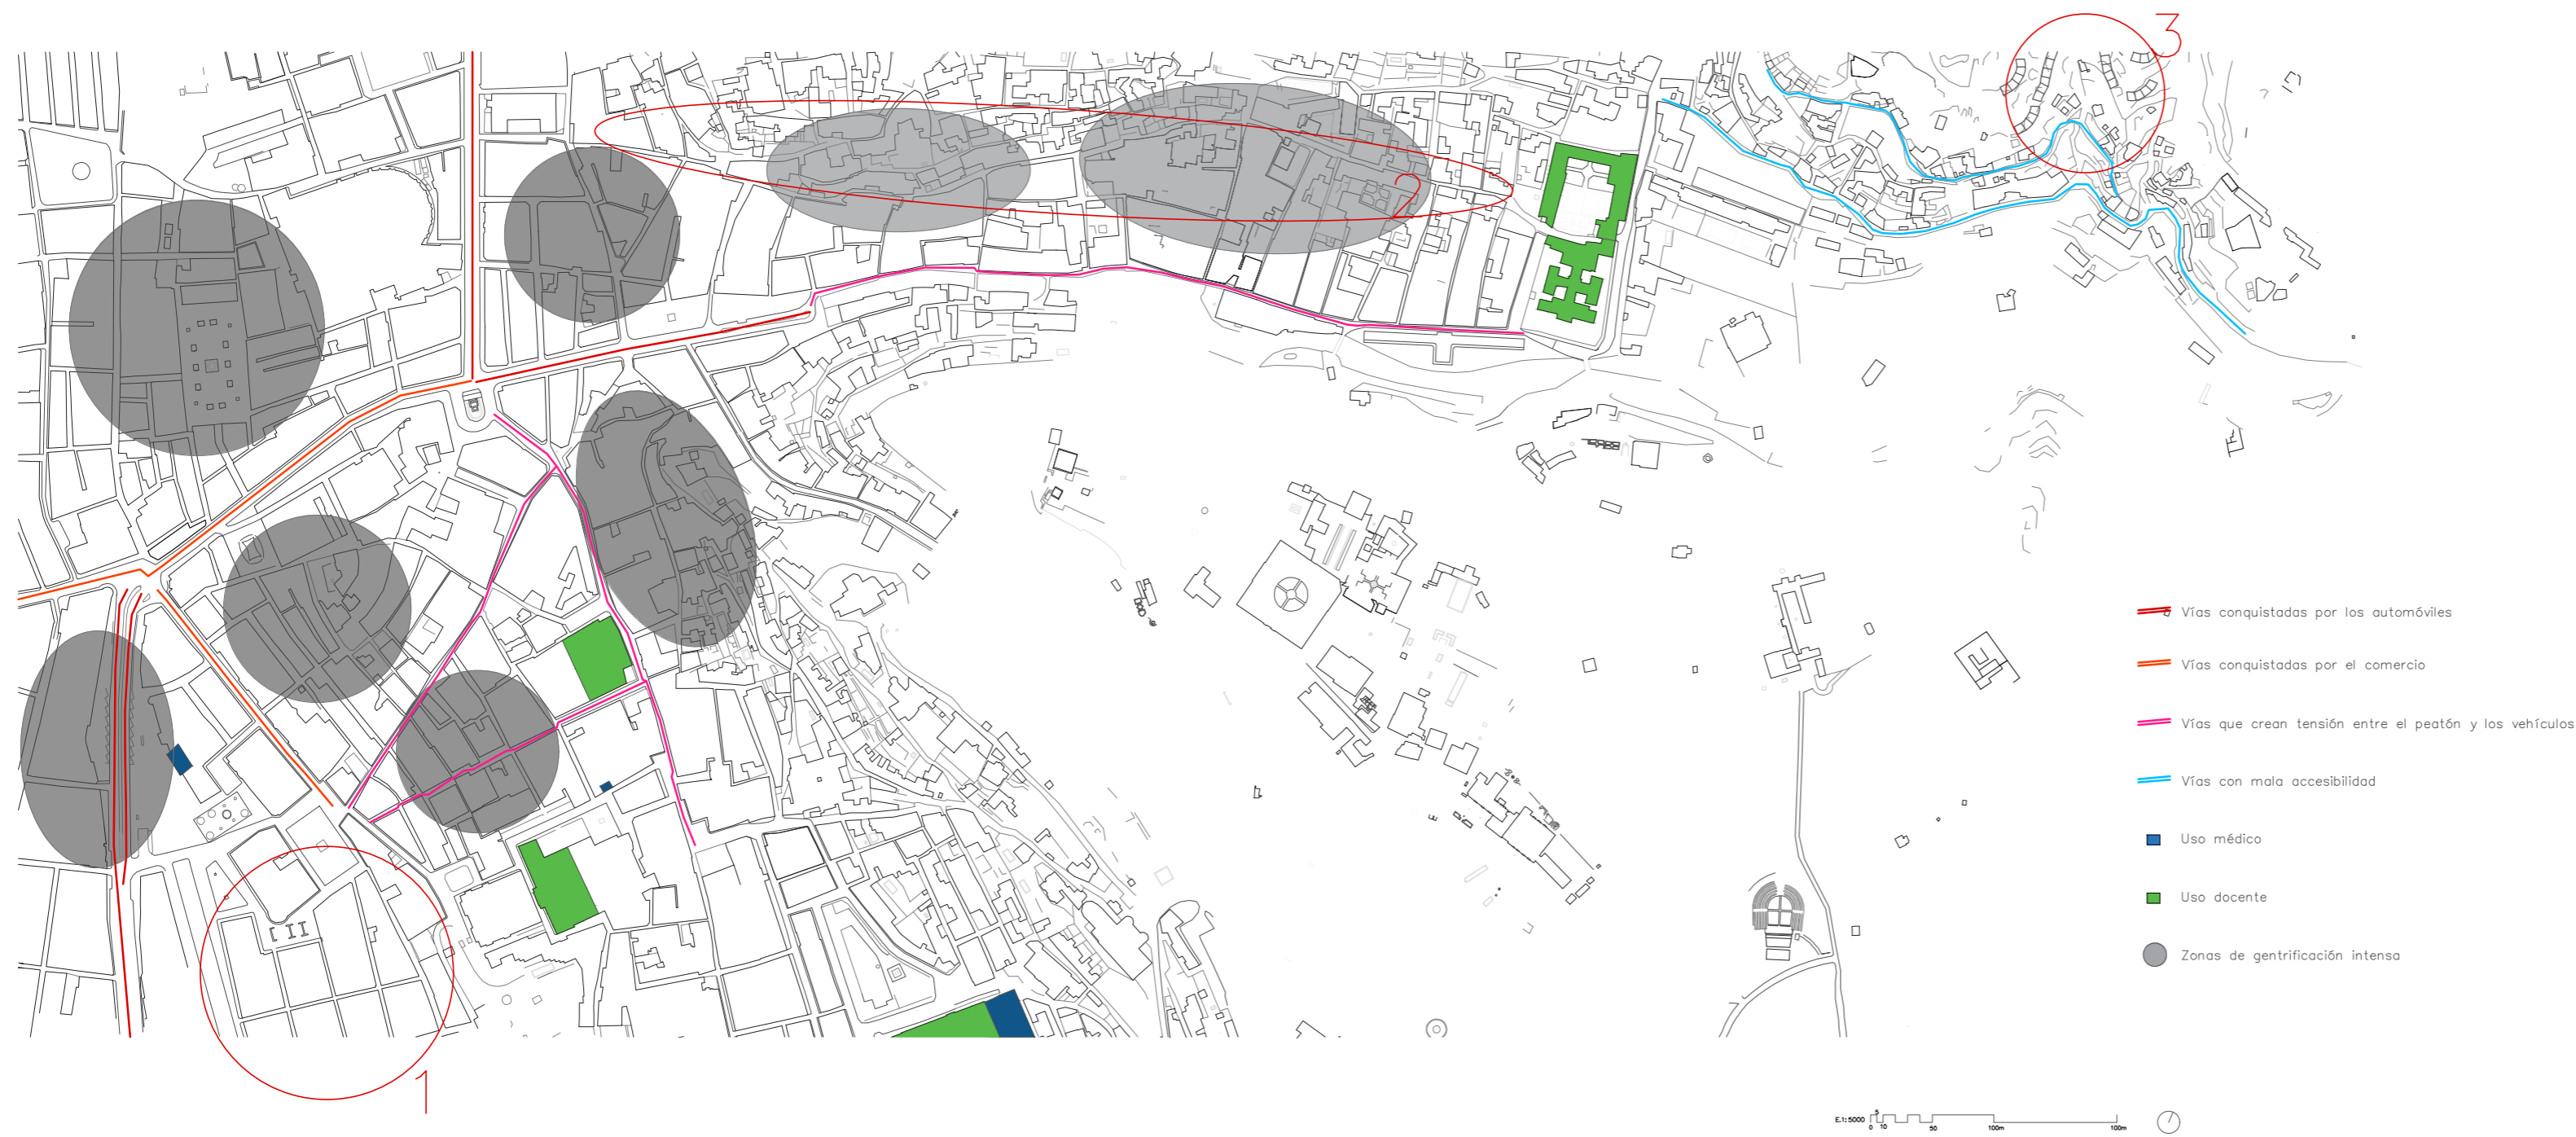 3
2
Vías conquistadas por los automóviles
Vías conquistadas por el comercio
Vías que crean tensión entre el peatón y los vehículos
Vías con mala accesibilidad
Uso médico
Uso docente
Zonas de gentrificación intensa
1
E.1:5000
5
0 10 50 100m 100m